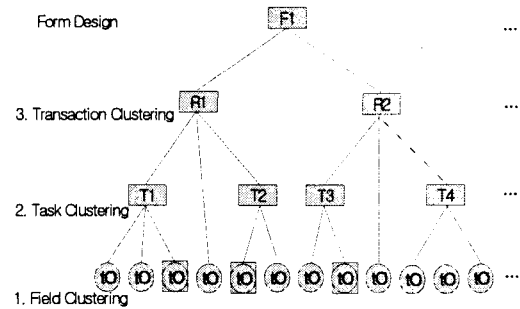 Form Design F1 ...
3. Transaction Clustering R1 R2 ...
2. Task Clustering T1 T2 T3 T4 ...
tO tO tO tO tO tO tO tO tO tO tO tO ...
1. Field Clustering